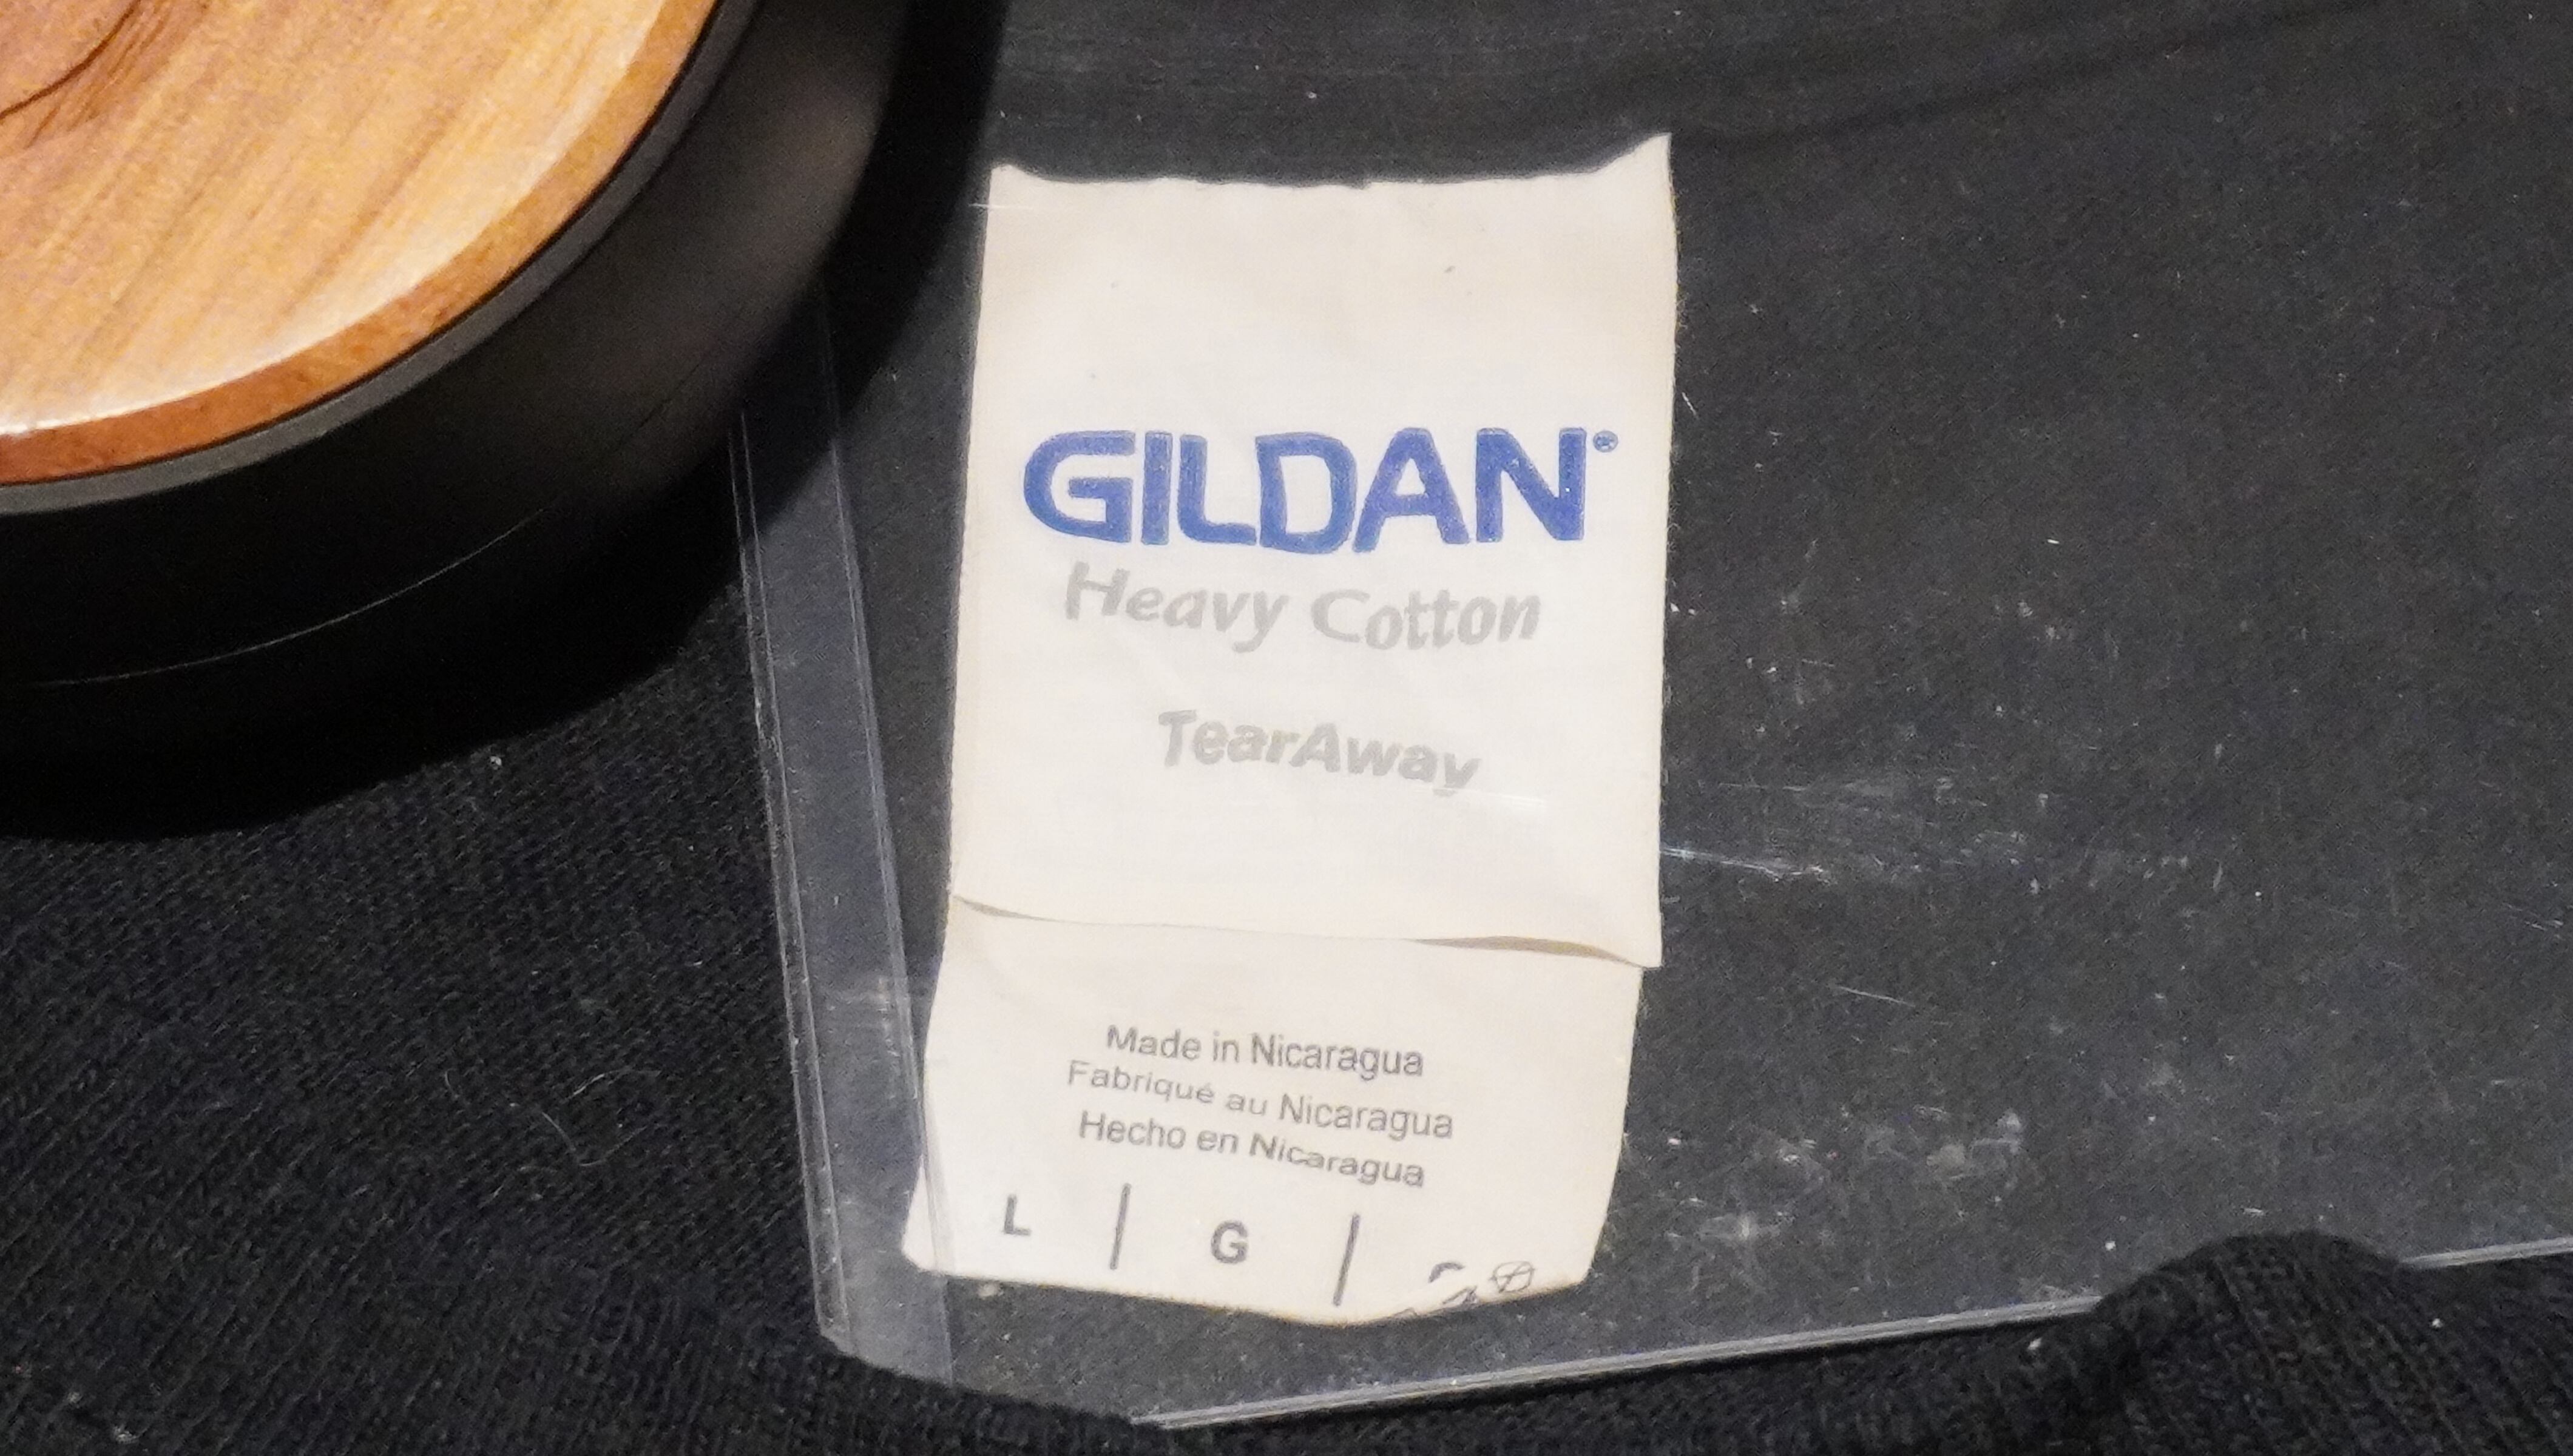 GILDAN®
Heavy Cotton
TearAway
Made in Nicaragua
Fabriqué au Nicaragua
Hecho en Nicaragua
L | G |